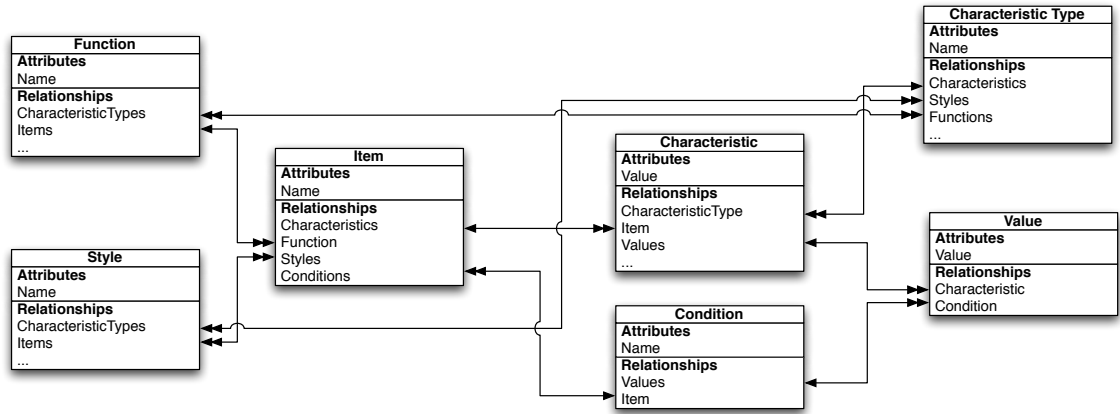 Function
Attributes
Name
Relationships
CharacteristicTypes
Items
...
Style
Attributes
Name
Relationships
CharacteristicTypes
Items
...
Item
Attributes
Name
Relationships
Characteristics
Function
Styles
Conditions
Characteristic
Attributes
Value
Relationships
CharacteristicType
Item
Values
...
Condition
Attributes
Name
Relationships
Values
Item
Characteristic Type
Attributes
Name
Relationships
Characteristics
Styles
Functions
...
Value
Attributes
Value
Relationships
Characteristic
Condition